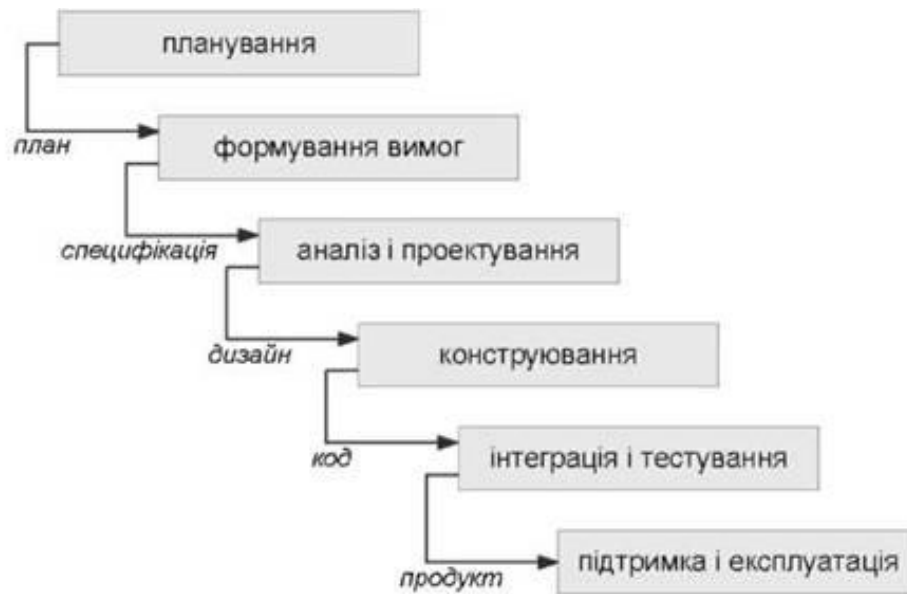 планування
план
формування вимог
специфікація
аналіз і проектування
дизайн
конструювання
код
інтеграція і тестування
продукт
підтримка і експлуатація